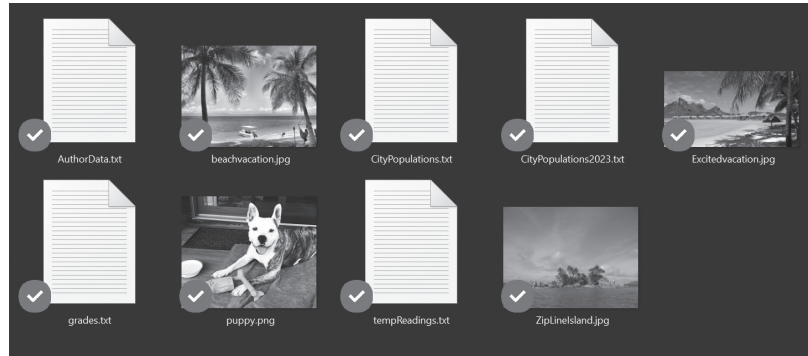 AuthorData.txt
beachvacation.jpg
CityPopulations.txt
CityPopulations2023.txt
Excitedvacation.jpg
grades.txt
puppy.png
tempReadings.txt
ZipLineIsland.jpg